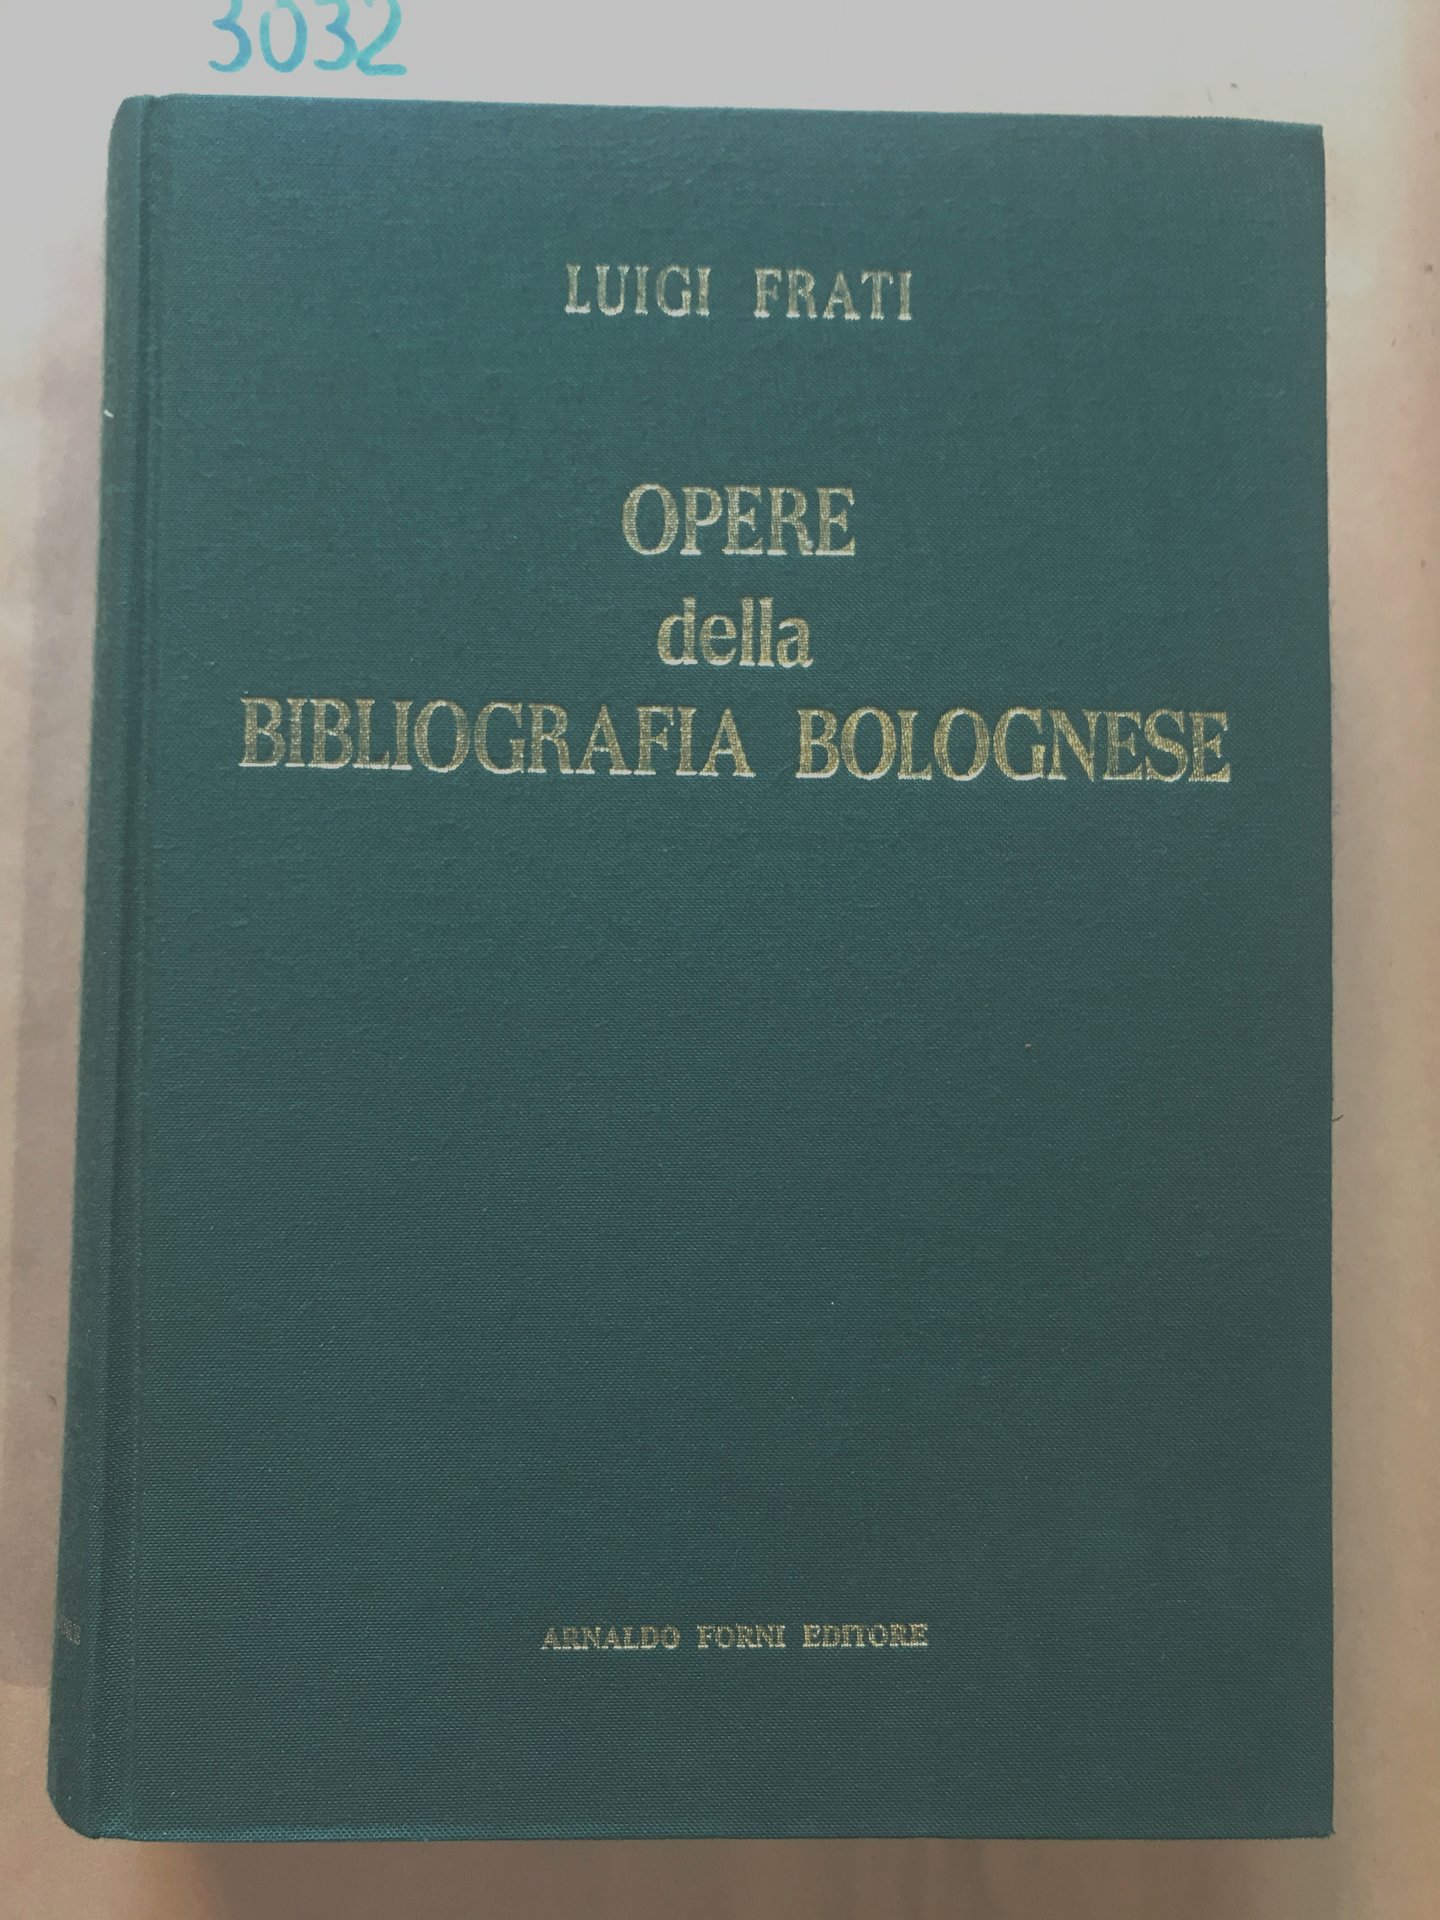 3032
LUIGI FRATI
OPERE
della
BIBLIOGRAFIA BOLOGNESE
ARNALDO FORNI EDITORE